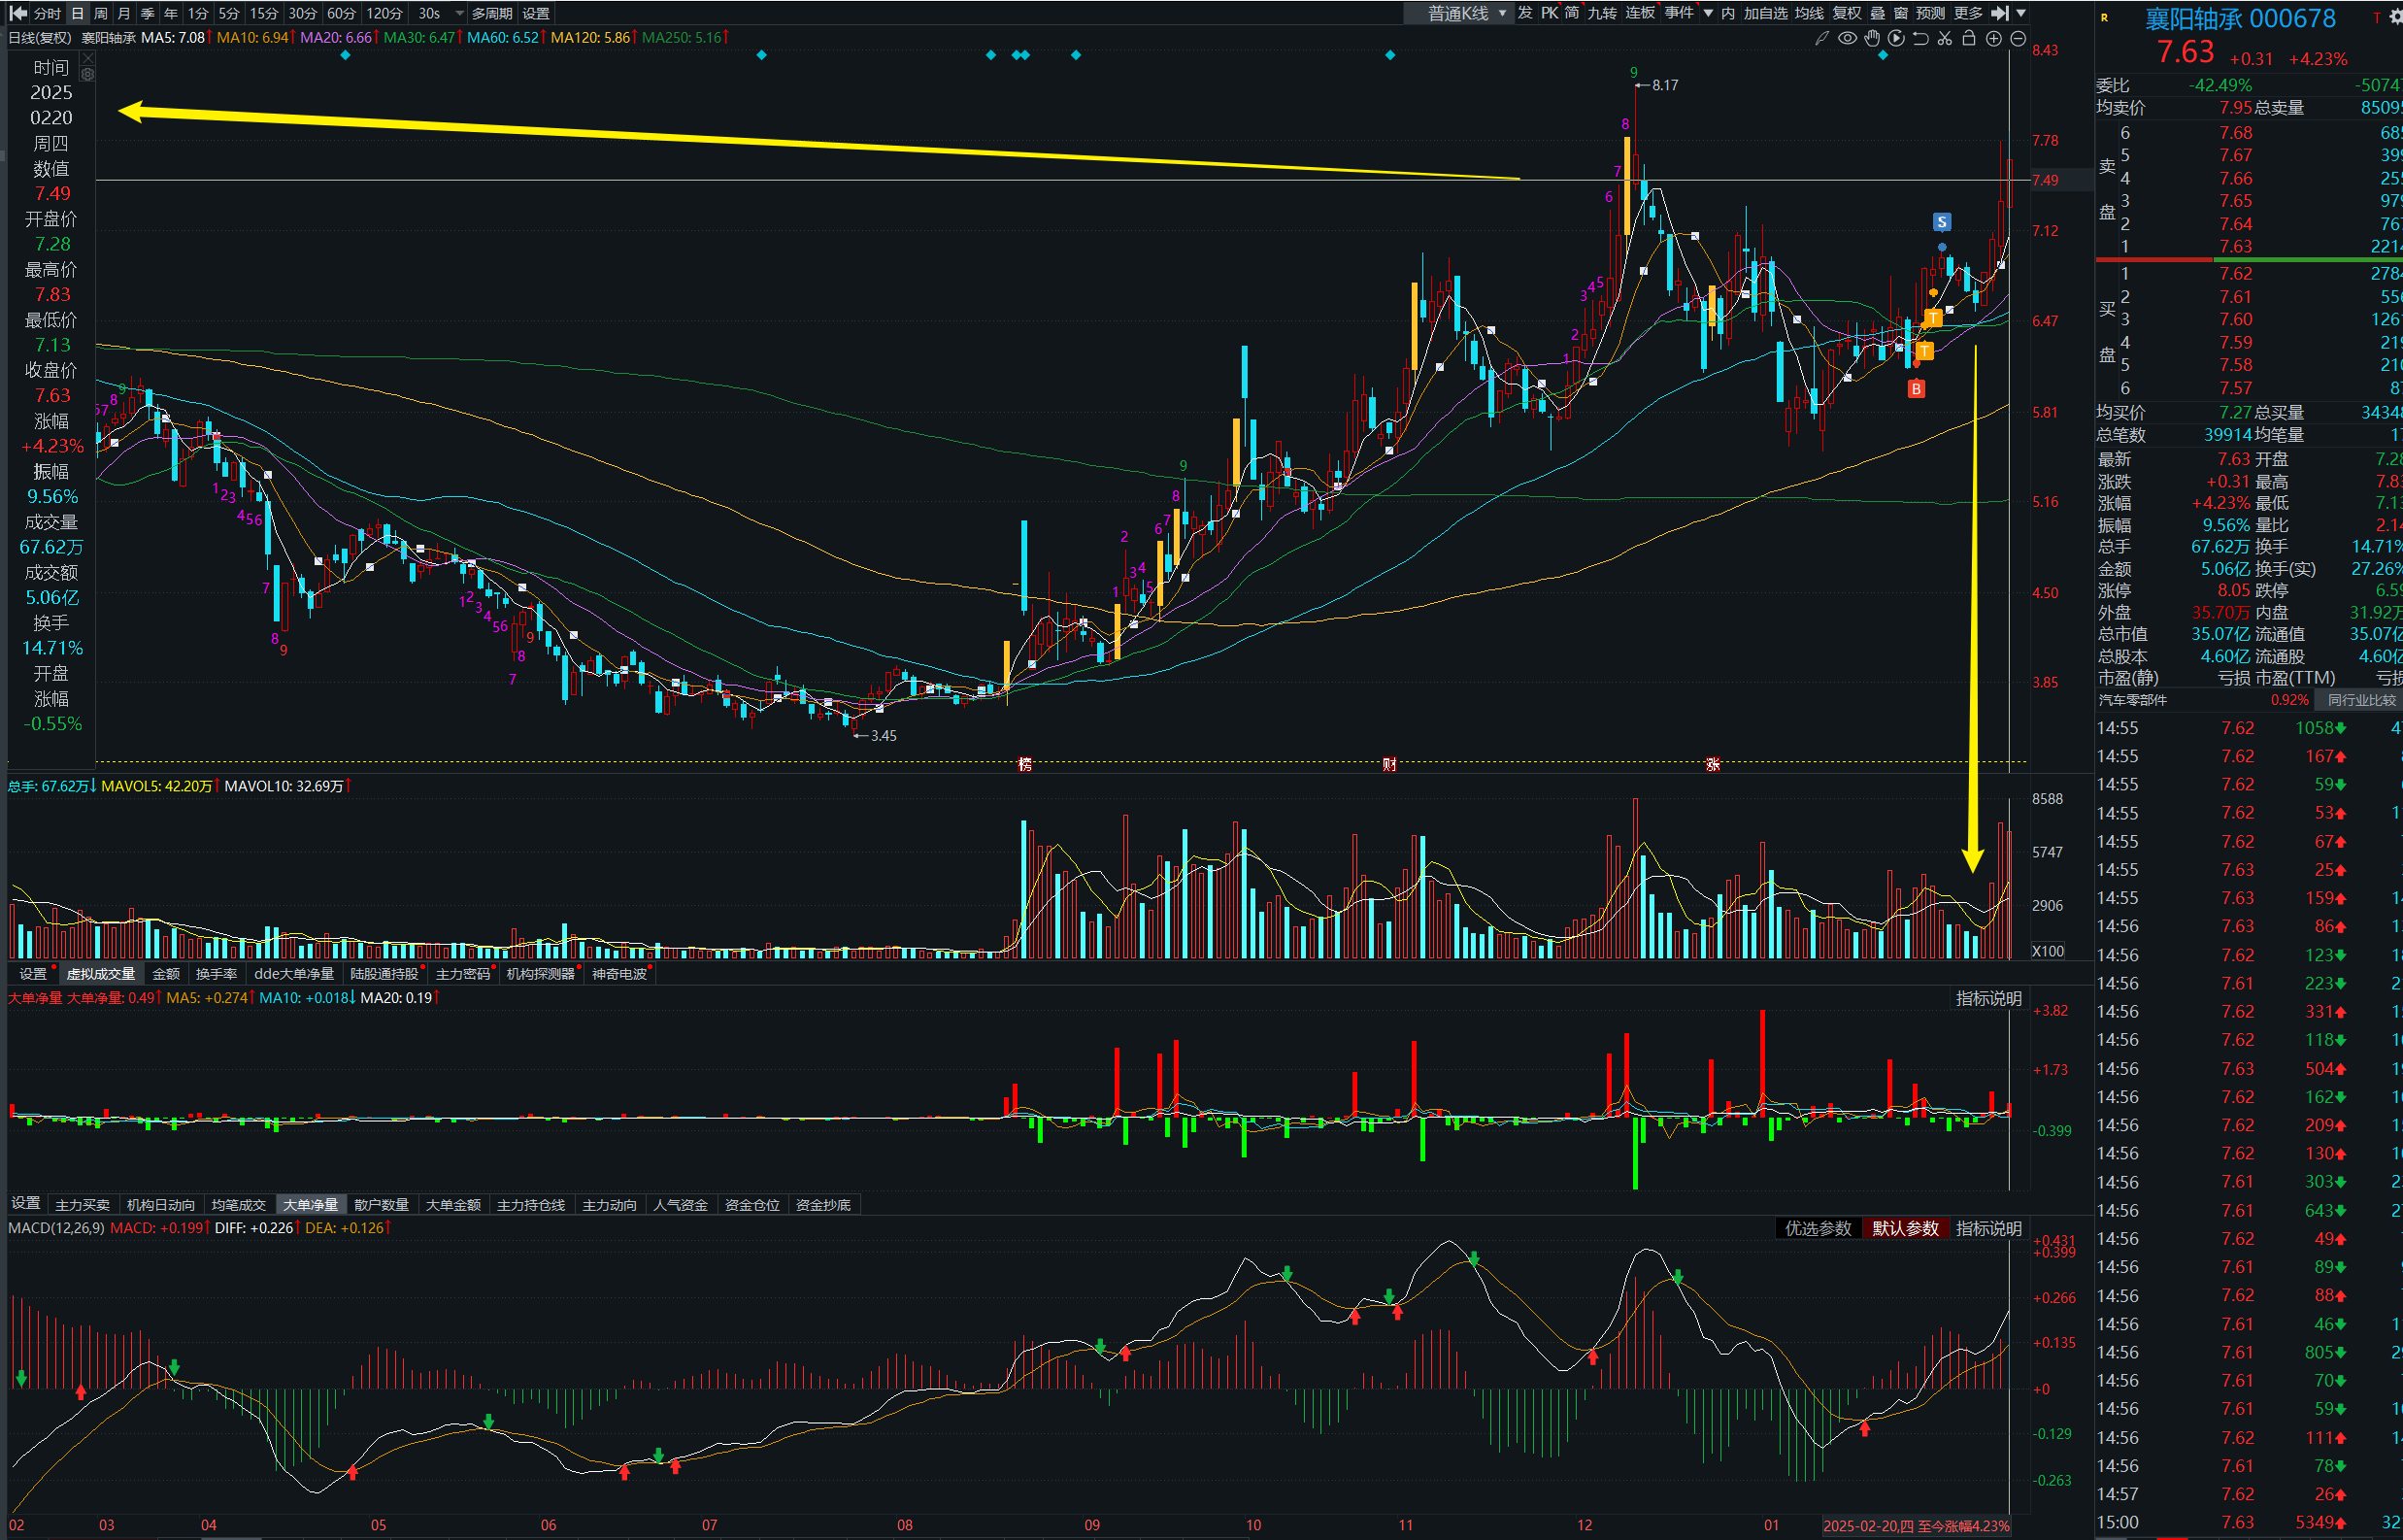 分时 日 周 月 季 年 1分 5分 15分 30分 60分 120分 30s 多周期 设置 普通K线 发 PK 简 九转 连板 事件 内 加自选 均线 复权 叠 窗 预测 更多
日线(复权) 襄阳轴承 MA5: 7.08↑ MA10: 6.94↑ MA20: 6.66↑ MA30: 6.47↑ MA60: 6.52↑ MA120: 5.86↑ MA250: 5.16↑
时间
2025
0220
周四
数值
7.49
开盘价
7.28
最高价
7.83
最低价
7.13
收盘价
7.63
涨幅
+4.23%
振幅
9.56%
成交量
67.62万
成交额
5.06亿
换手
14.71%
开盘
涨幅
-0.55%
8.17
3.45
S
T
T
B
榜 财 涨
8.43
7.78
7.49
7.12
6.47
5.81
5.16
4.50
3.85
总手: 67.62万↓ MAVOL5: 42.20万↑ MAVOL10: 32.69万↑
8588
5747
2906
X100
设置 虚拟成交量 金额 换手率 dde大单净量 陆股通持股 主力密码 机构探测器 神奇电波
大单净量 大单净量: 0.49↑ MA5: +0.274↑ MA10: +0.018↓ MA20: 0.19↑ 指标说明
+3.82
+1.73
-0.399
设置 主力买卖 机构日动向 均笔成交 大单净量 散户数量 大单金额 主力持仓线 主力动向 人气资金 资金仓位 资金抄底
MACD(12,26,9) MACD: +0.199↑ DIFF: +0.226↑ DEA: +0.126↑ 优选参数 默认参数 指标说明
+0.431
+0.399
+0.266
+0.135
+0
-0.129
-0.263
02 03 04 05 06 07 08 09 10 11 12 01 2025-02-20,四 至今涨幅4.23%
R 襄阳轴承 000678 T
7.63 +0.31 +4.23%
委比 -42.49% -5074
均卖价 7.95 总卖量 8509
卖盘
6 7.68 68
5 7.67 39
4 7.66 25
3 7.65 97
2 7.64 76
1 7.63 221
买盘
1 7.62 278
2 7.61 55
3 7.60 126
4 7.59 21
5 7.58 21
6 7.57 8
均买价 7.27 总买量 3434
总笔数 39914 均笔量 1
最新 7.63 开盘 7.2
涨跌 +0.31 最高 7.8
涨幅 +4.23% 最低 7.1
振幅 9.56% 量比 2.1
总手 67.62万 换手 14.71%
金额 5.06亿 换手(实) 27.26%
涨停 8.05 跌停 6.5
外盘 35.70万 内盘 31.92万
总市值 35.07亿 流通值 35.07亿
总股本 4.60亿 流通股 4.60亿
市盈(静) 亏损 市盈(TTM) 亏损
汽车零部件 0.92% 同行业比较
14:55 7.62 1058↓
14:55 7.62 167↑
14:55 7.62 59↓
14:55 7.62 53↑
14:55 7.62 67↑
14:55 7.63 25↑
14:55 7.63 159↑
14:56 7.63 86↑
14:56 7.62 123↓
14:56 7.61 223↓
14:56 7.62 331↑
14:56 7.62 118↓
14:56 7.63 504↑
14:56 7.62 162↓
14:56 7.62 209↑
14:56 7.62 130↑
14:56 7.61 303↓
14:56 7.61 643↓
14:56 7.62 49↑
14:56 7.61 89↓
14:56 7.62 88↑
14:56 7.61 46↓
14:56 7.61 805↓
14:56 7.61 70↓
14:56 7.61 59↓
14:56 7.62 111↑
14:56 7.61 78↓
14:57 7.62 26↑
15:00 7.63 5349↑ 32